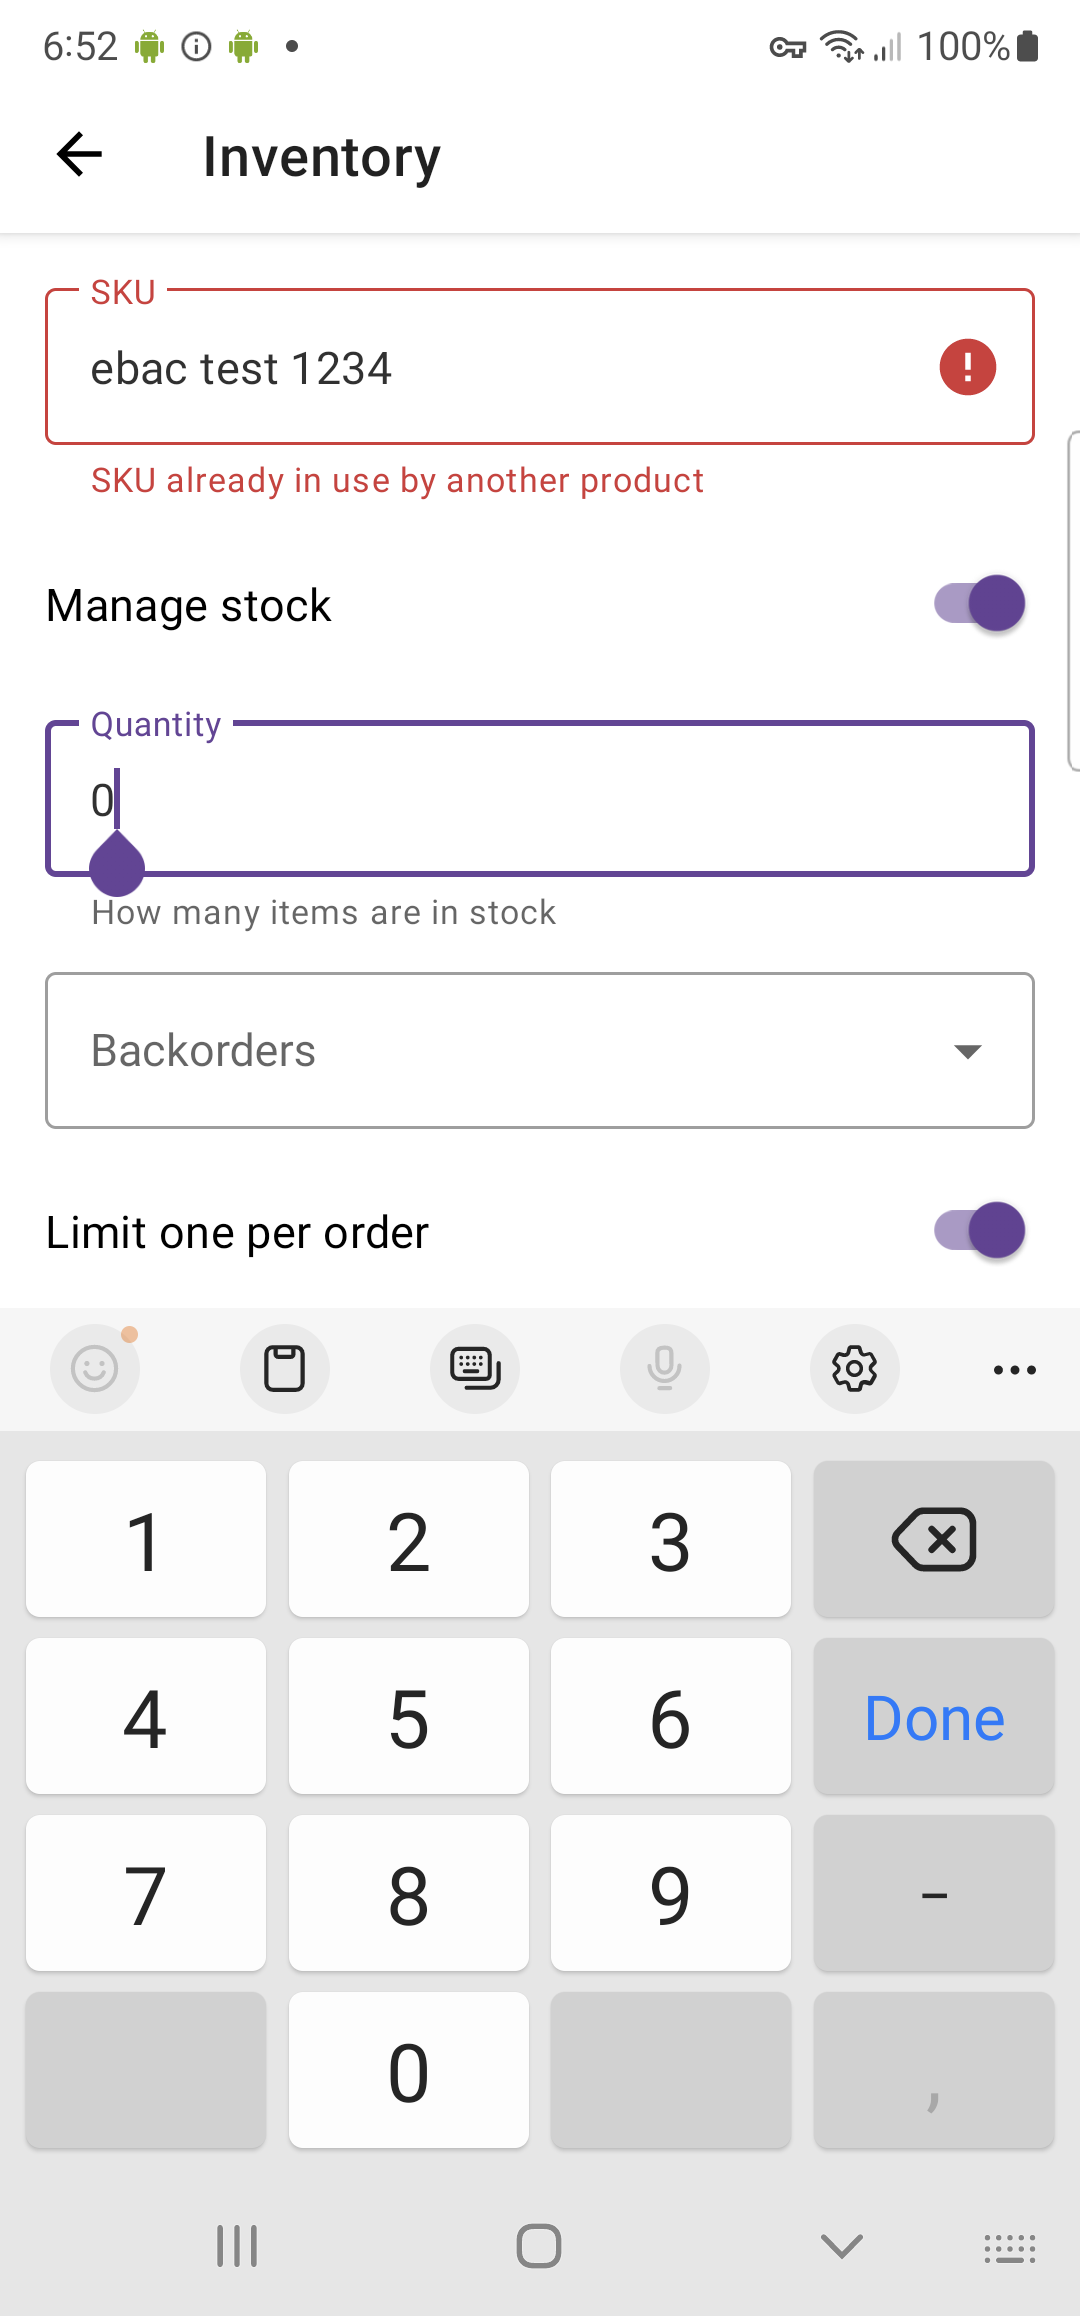 6:52 100%
Inventory
SKU
ebac test 1234
SKU already in use by another product
Manage stock
Quantity
0
How many items are in stock
Backorders
Limit one per order
1 2 3
4 5 6 Done
7 8 9 -
0 ,